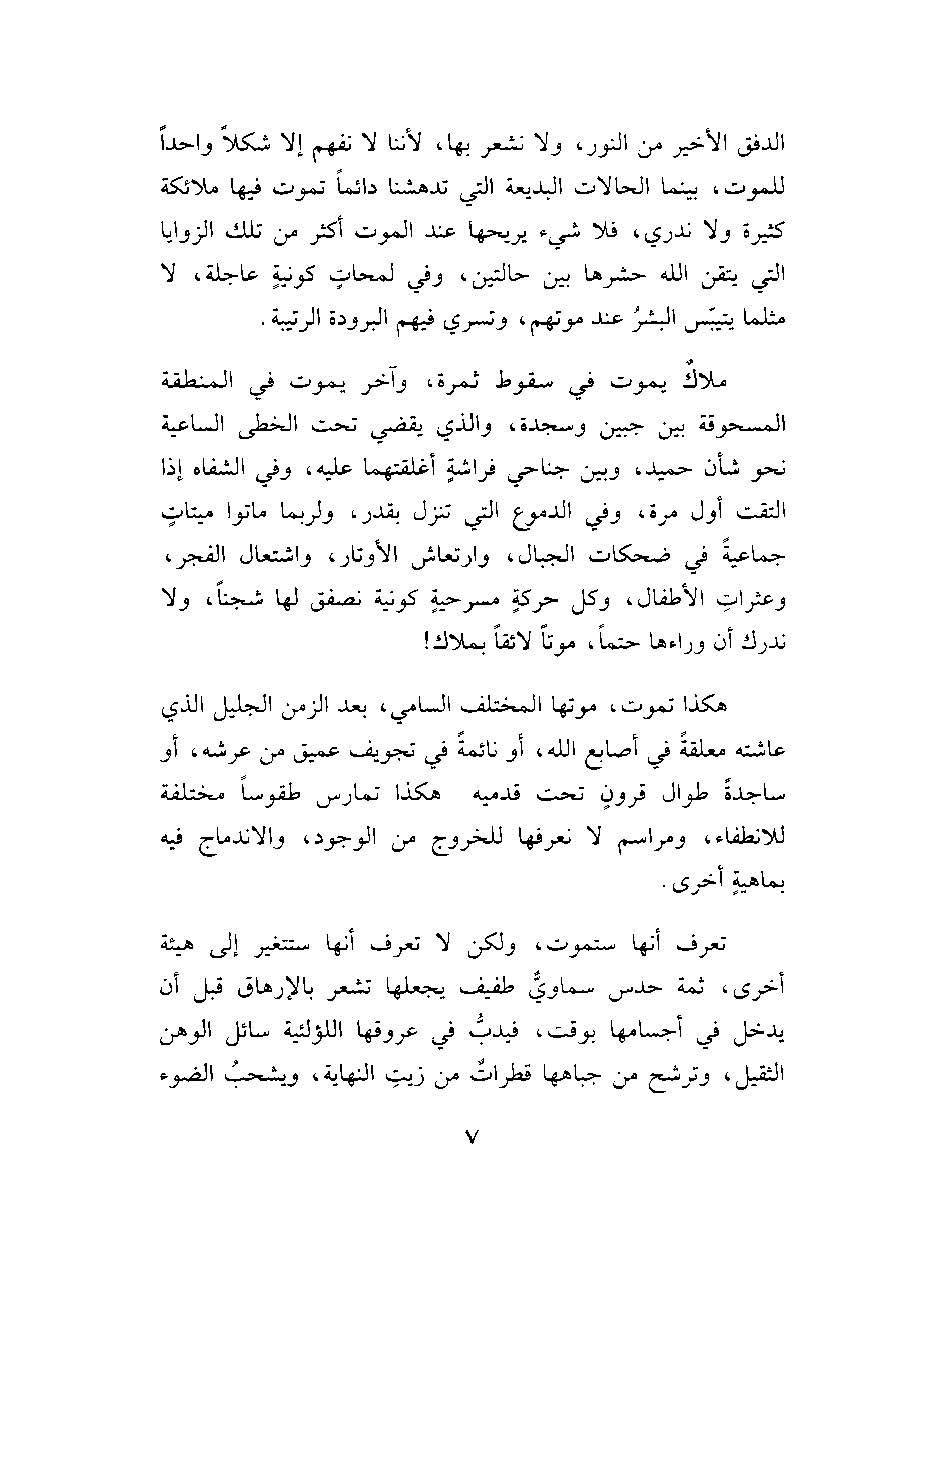 الدفق الأخير من النور، ولا نشعر بها، لأننا لا نفهم إلا شكلاً واحداً
للموت، بينما الحالات البديعة التي تدهشنا دائماً تموت فيها ملائكة
كثيرة ولا ندري، فلا شيء يريحها عند الموت أكثر من تلك الزوايا
التي يتقن الله حشرها بين حالتين، وفي لمحاتٍ كونيةٍ عاجلة، لا
مثلما يتيبّس البشرُ عند موتهم، وتسري فيهم البرودة الرتيبة.
ملاكٌ يموت في سقوط ثمرة، وآخر يموت في المنطقة
المسحوقة بين جبين وسجدة، والذي يقضي تحت الخطى الساعية
نحو شأن حميد، وبين جناحي فراشةٍ أغلقتهما عليه، وفي الشفاه إذا
التقت أول مرة، وفي الدموع التي تنزل بقدر، ولربما ماتوا ميتاتٍ
جماعيةً في ضحكات الجبال، وارتعاش الأوتار، واشتعال الفجر،
وعثراتِ الأطفال، وكل حركةٍ مسرحيةٍ كونية نصفق لها شجناً، ولا
ندرك أن وراءها حتماً، موتاً لائقاً بملاك!
هكذا تموت، موتها المختلف السامي، بعد الزمن الجليل الذي
عاشته معلقةً في أصابع الله، أو نائمةً في تجويف عميق من عرشه، أو
ساجدةً طوال قرونٍ تحت قدميه هكذا تمارس طقوساً مختلفة
للانطفاء، ومراسم لا نعرفها للخروج من الوجود، والاندماج فيه
بماهيةٍ أخرى.
تعرف أنها ستموت، ولكن لا تعرف أنها ستتغير إلى هيئة
أخرى، ثمة حدس سماويٌّ طفيف يجعلها تشعر بالإرهاق قبل أن
يدخل في أجسامها بوقت، فيدبُّ في عروقها اللؤلئية سائل الوهن
الثقيل، وترشح من جباهها قطراتٌ من زيتِ النهاية، ويشحبُ الضوء
٧